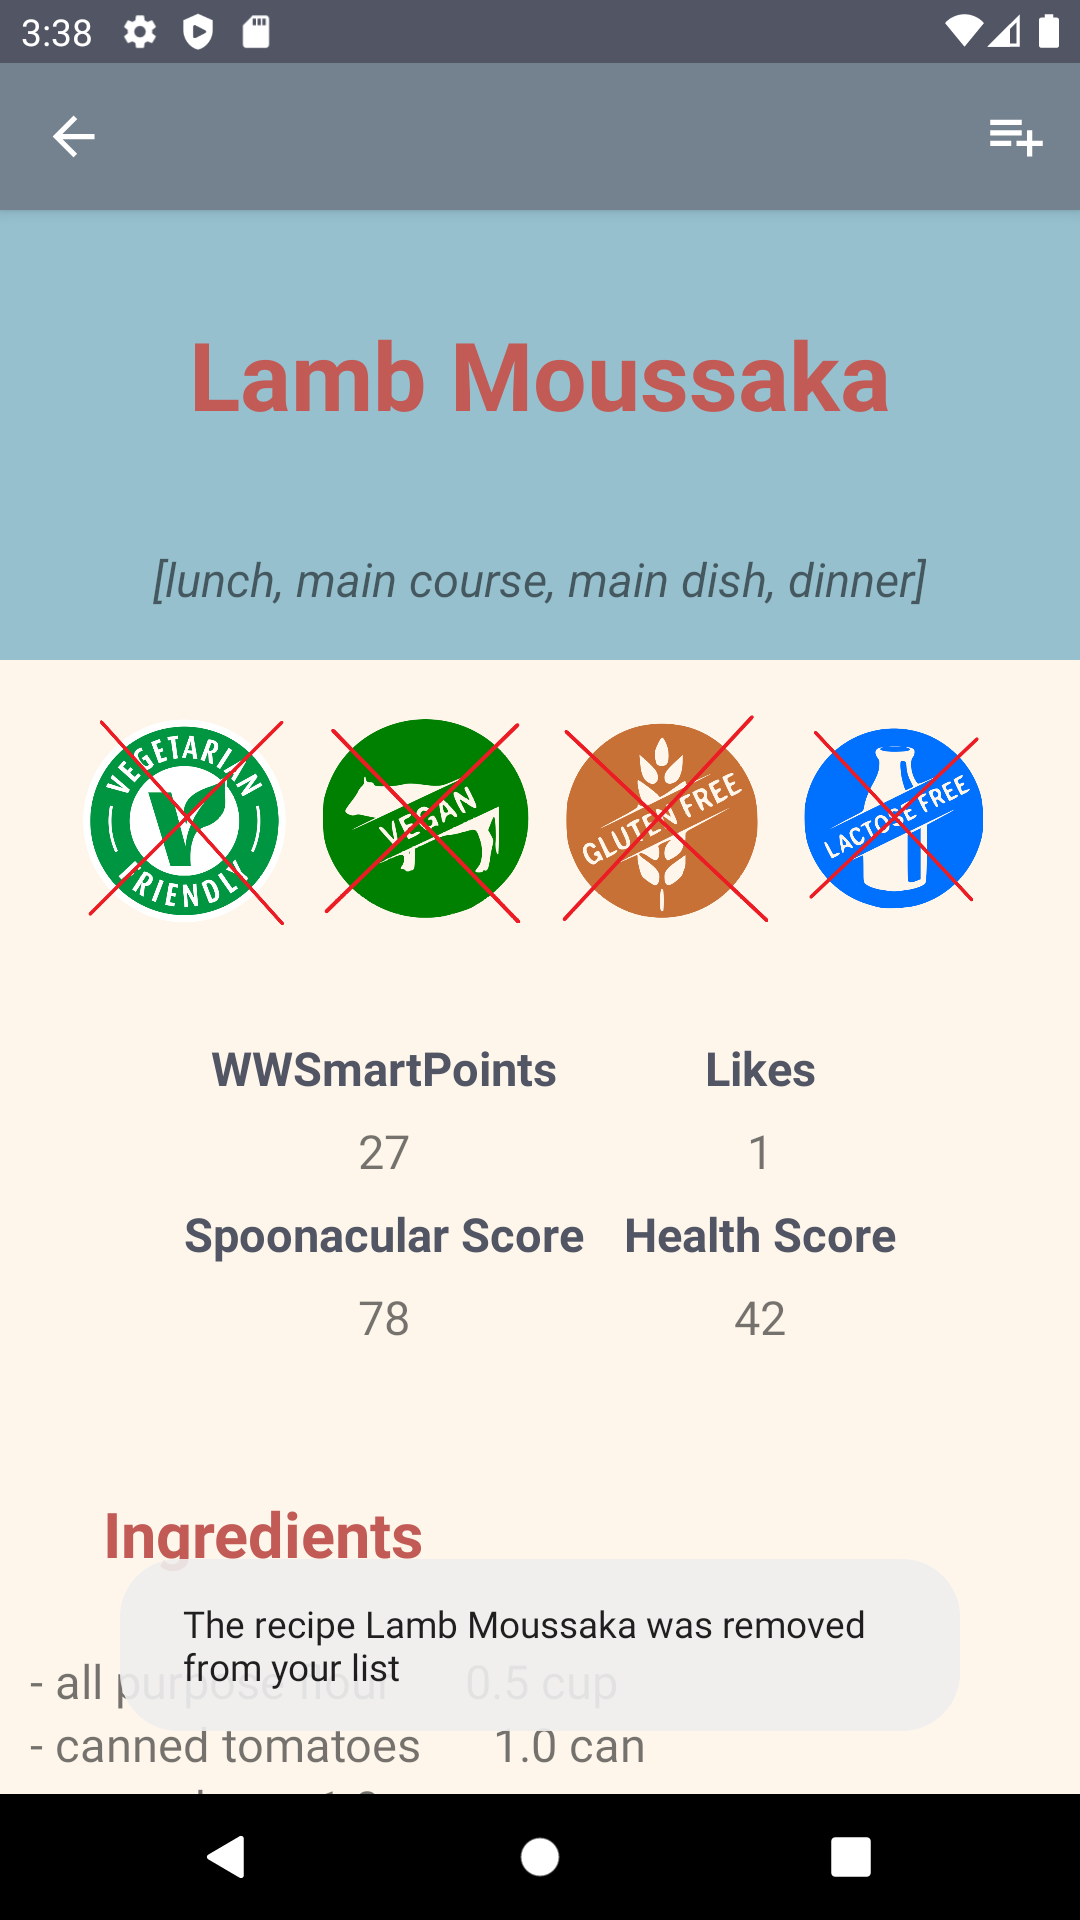 3:38
Lamb Moussaka
[lunch, main course, main dish, dinner]
VEGETARIAN
FRIENDLY
VEGAN
GLUTEN FREE
LACTOSE FREE
WWSmartPoints Likes
27 1
Spoonacular Score Health Score
78 42
Ingredients
The recipe Lamb Moussaka was removed
from your list
- all purpose flour 0.5 cup
- canned tomatoes 1.0 can